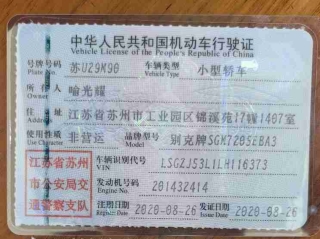 中华人民共和国机动车行驶证
Vehicle License of the People's Republic of China
号牌号码 苏U29M90 车辆类型 小型轿车
Plate No. Vehicle Type
所有人 喻光耀
Owner
住址 江苏省苏州市工业园区锦溪苑17幢1407室
Address
使用性质 非营运 品牌型号 别克牌SGM7205EBA3
Use Character Model
江苏省苏州 车辆识别代号 LSGZJ53L1LH116373
VIN
市公安局交 发动机号码 201432414
Engine No.
通警察支队 注册日期 2020-08-26 发证日期 2020-08-26
Register Date Issue Date